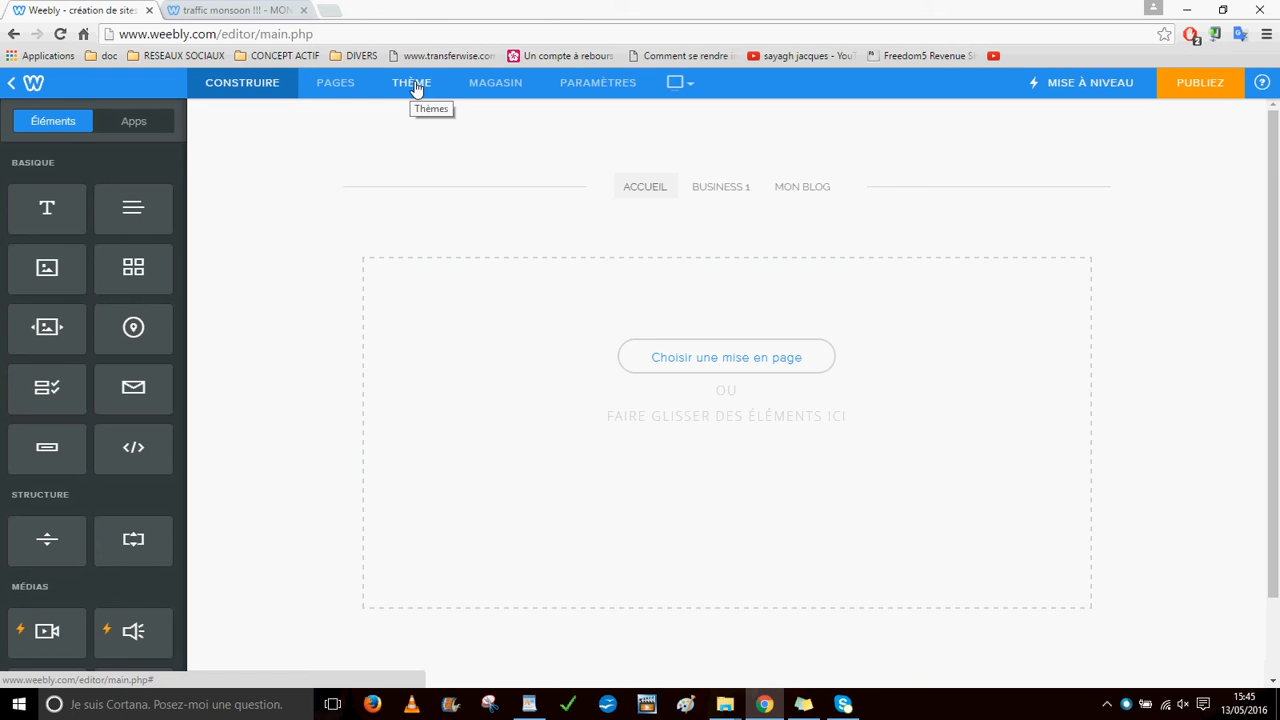 Weebly - création de sites
traffic monsoon !!! - MON
www.weebly.com/editor/main.php
Applications
doc
RESEAUX SOCIAUX
CONCEPT ACTIF
DIVERS
www.transferwise.com
Un compte à rebours
Comment se rendre i
sayagh jacques - YouT
Freedom5 Revenue Sh
2
CONSTRUIRE
PAGES
THÈME
MAGASIN
PARAMÈTRES
MISE À NIVEAU
PUBLIEZ
?
Thèmes
Éléments
Apps
BASIQUE
ACCUEIL
BUSINESS 1
MON BLOG
T
Choisir une mise en page
OU
FAIRE GLISSER DES ÉLÉMENTS ICI
</>
STRUCTURE
MÉDIAS
www.weebly.com/editor/main.php#
Je suis Cortana. Posez-moi une question.
15:45
13/05/2016